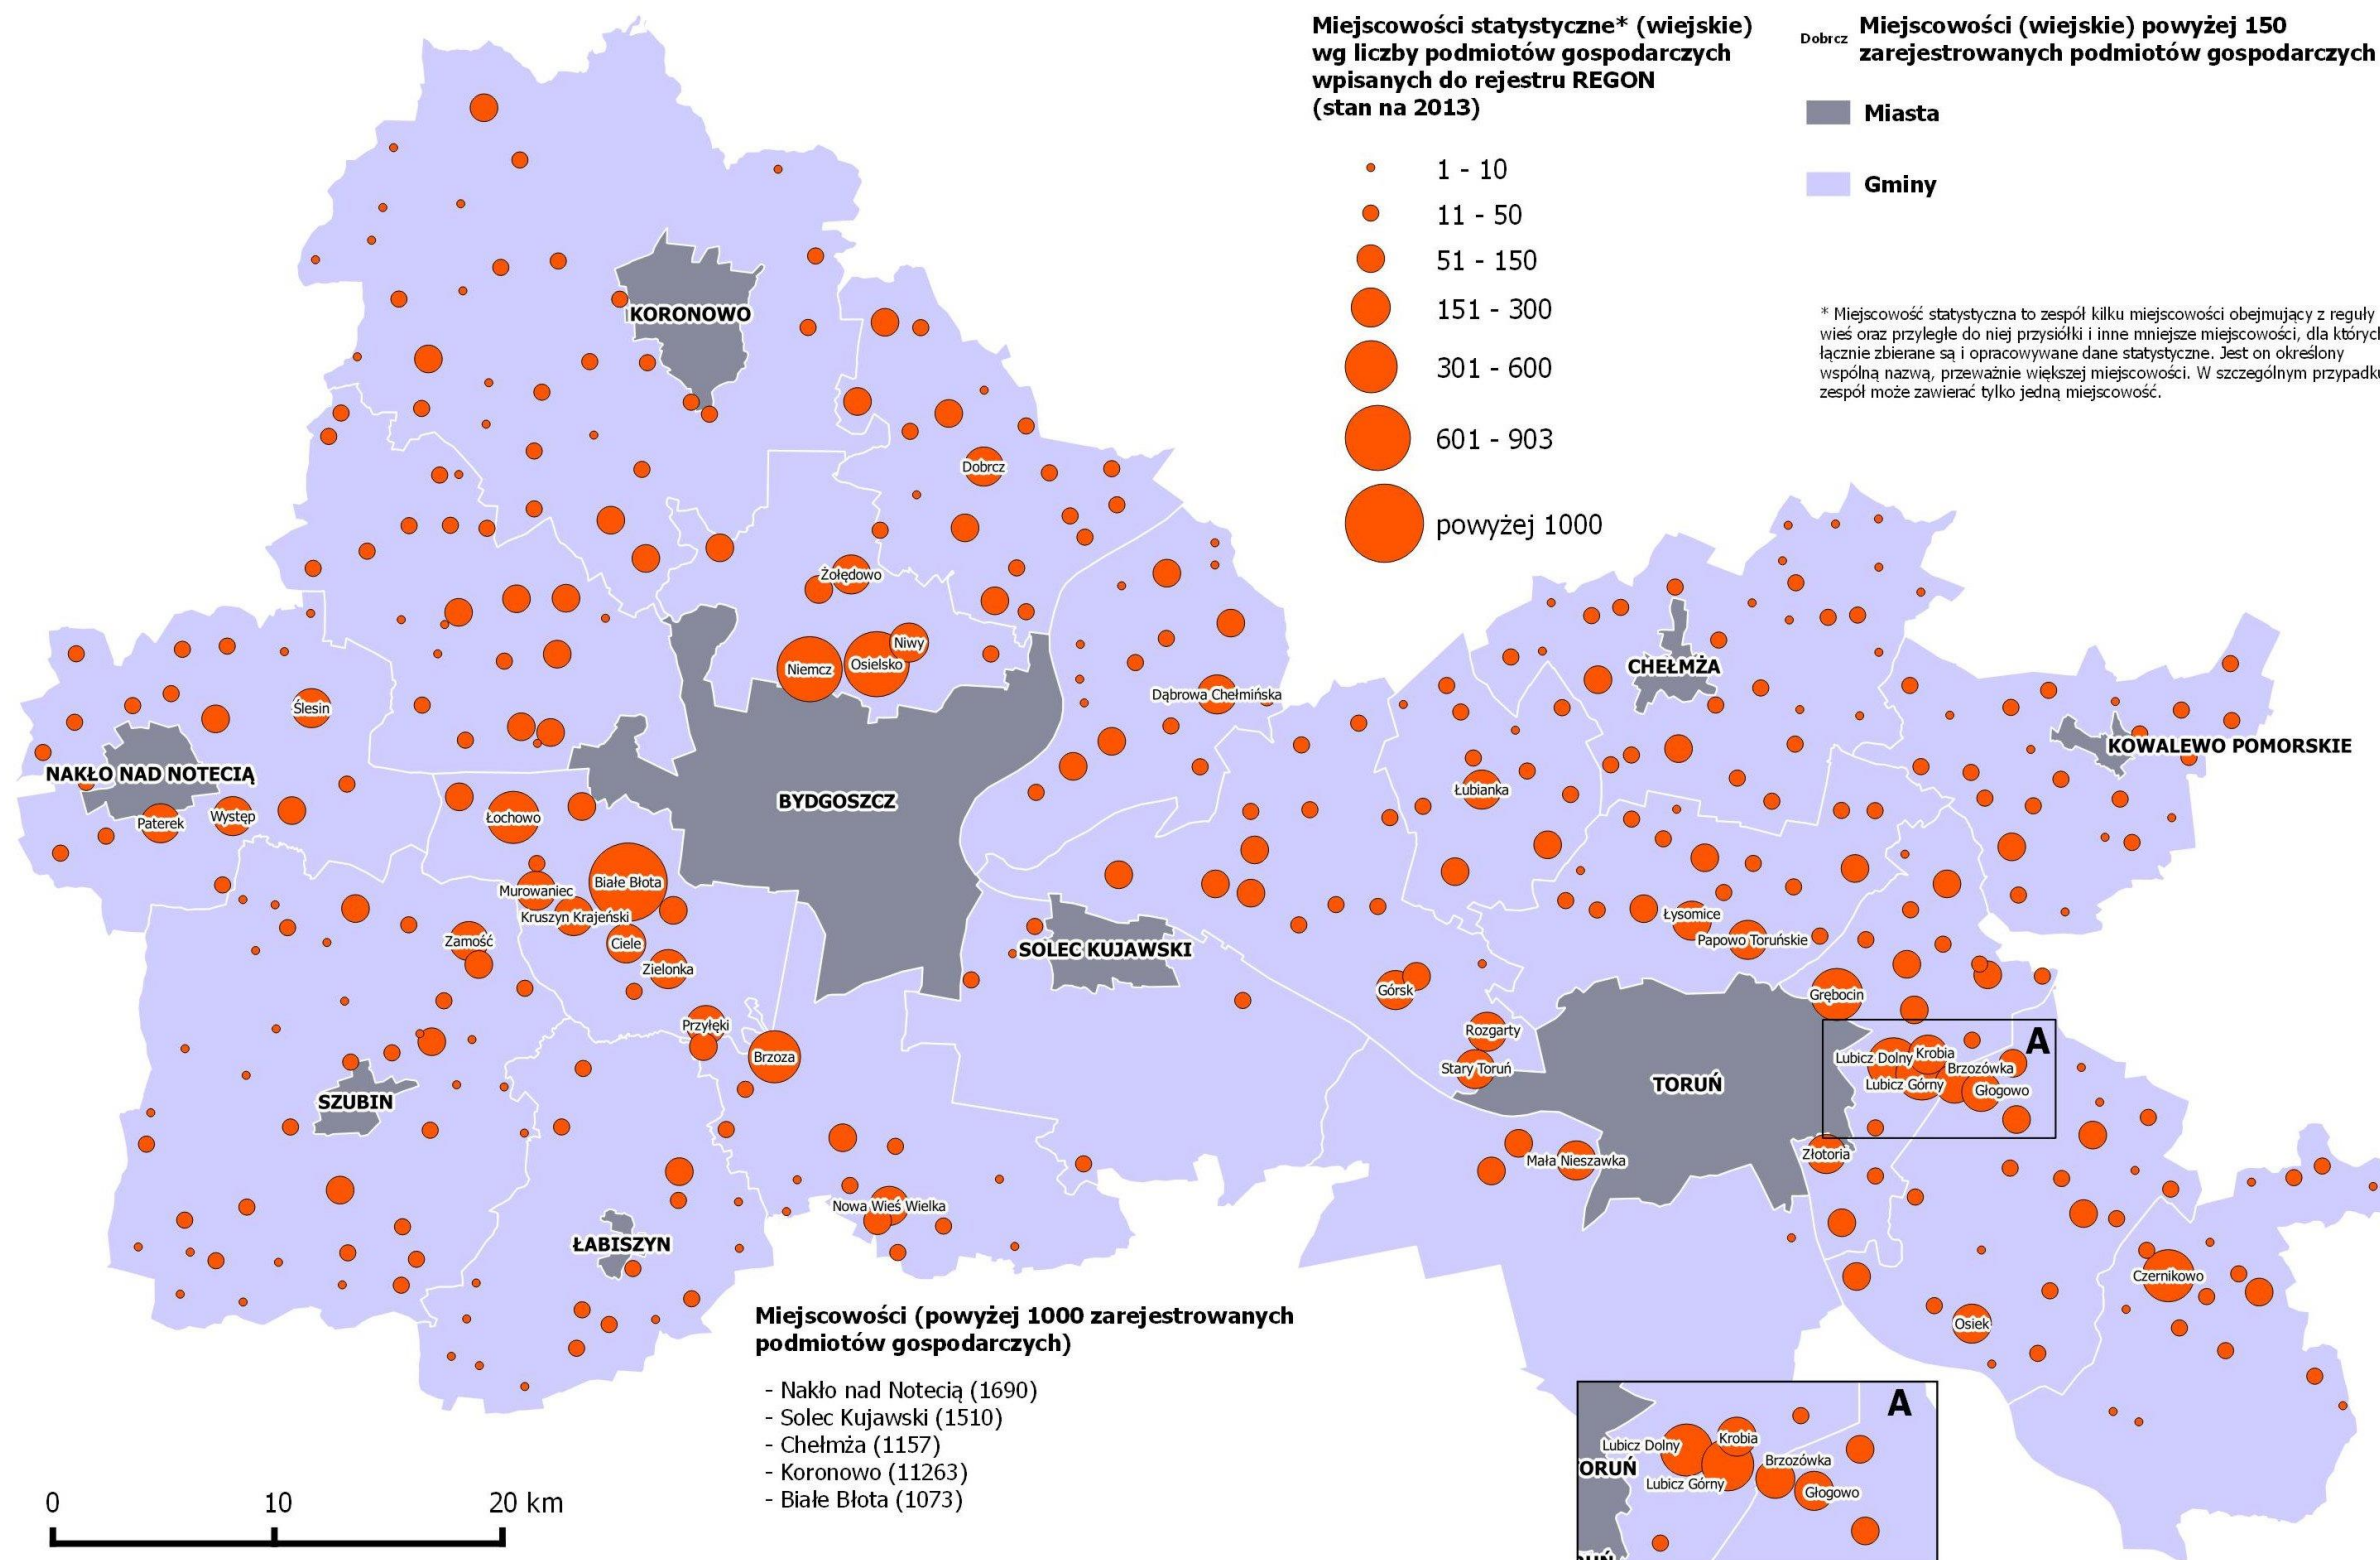 Miejscowości statystyczne* (wiejskie)
wg liczby podmiotów gospodarczych
wpisanych do rejestru REGON
(stan na 2013)
1 - 10
11 - 50
51 - 150
151 - 300
301 - 600
601 - 903
powyżej 1000
Dobrcz
Miejscowości (wiejskie) powyżej 150
zarejestrowanych podmiotów gospodarczych
Miasta
Gminy
* Miejscowość statystyczna to zespół kilku miejscowości obejmujący z reguły
wieś oraz przyległe do niej przysiółki i inne mniejsze miejscowości, dla których
łącznie zbierane są i opracowywane dane statystyczne. Jest on określony
wspólną nazwą, przeważnie większej miejscowości. W szczególnym przypadku
zespół może zawierać tylko jedną miejscowość.
KORONOWO
Dobrcz
Żołędowo
Niwy
Osielsko
Niemcz
CHEŁMŻA
Dąbrowa Chełmińska
Ślesin
KOWALEWO POMORSKIE
NAKŁO NAD NOTECIĄ
Łubianka
BYDGOSZCZ
Występ
Łochowo
Paterek
Białe Błota
Murowaniec
Kruszyn Krajeński
Łysomice
Zamość
Ciele
Papowo Toruńskie
SOLEC KUJAWSKI
Zielonka
Górsk
Grębocin
Przyłęki
Rozgarty
A
Brzoza
Lubicz Dolny
Krobia
Stary Toruń
Brzozówka
TORUŃ
Lubicz Górny
Głogowo
SZUBIN
Złotoria
Mała Nieszawka
Nowa Wieś Wielka
ŁABISZYN
Czernikowo
Osiek
Miejscowości (powyżej 1000 zarejestrowanych
podmiotów gospodarczych)
- Nakło nad Notecią (1690)
- Solec Kujawski (1510)
- Chełmża (1157)
- Koronowo (11263)
- Białe Błota (1073)
0
10
20 km
A
Lubicz Dolny
Krobia
ORUŃ
Brzozówka
Lubicz Górny
Głogowo